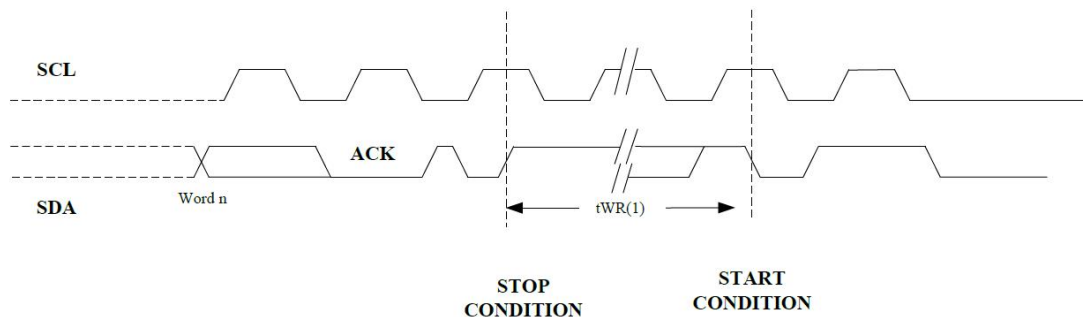 SCL
ACK
Word n
SDA
tWR(1)
STOP
CONDITION
START
CONDITION